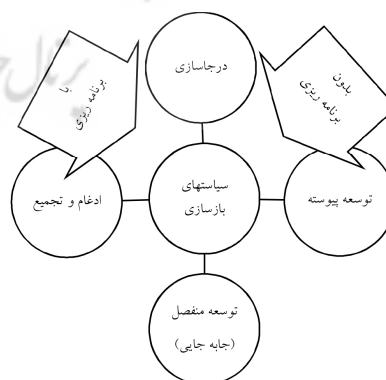 درجاسازی
بدون
برنامه ریزی
با
برنامه ریزی
توسعه پیوسته
سیاستهای
بازسازی
ادغام و تجمیع
توسعه منفصل
(جابه جایی)